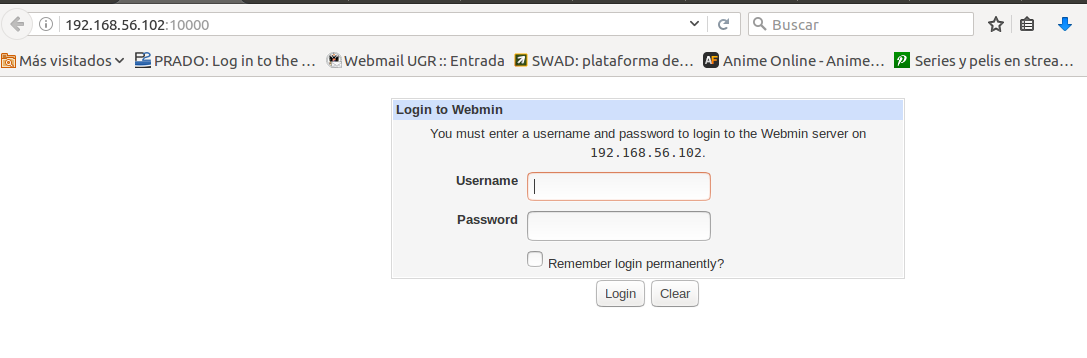 192.168.56.102:10000
Buscar
Más visitados PRADO: Log in to the ... Webmail UGR :: Entrada SWAD: plataforma de... Anime Online - Anime... Series y pelis en strea...
Login to Webmin
You must enter a username and password to login to the Webmin server on
192.168.56.102.
Username
Password
Remember login permanently?
Login Clear